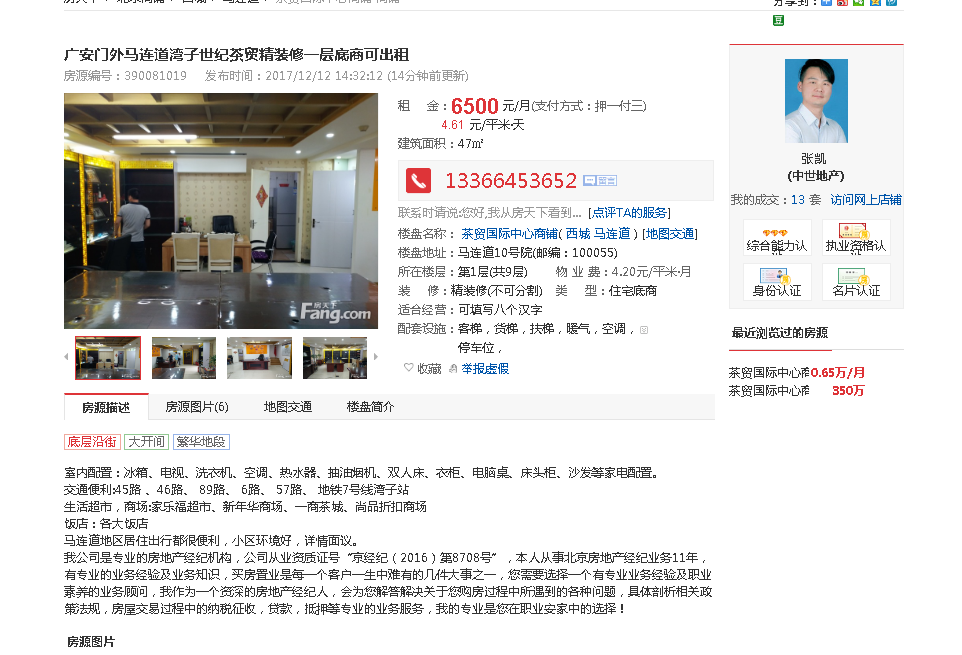 分享到：
广安门外马连道湾子世纪茶贸精装修一层底商可出租
房源编号：390081019 发布时间：2017/12/12 14:32:12 (14分钟前更新)
租 金：6500 元/月(支付方式：押一付三)
4.61 元/平米·天
建筑面积：47㎡
13366453652 留言
联系时请说:您好,我从房天下看到... [点评TA的服务]
楼盘名称： 茶贸国际中心商铺( 西城 马连道 ) [地图交通]
楼盘地址：马连道10号院(邮编：100055)
所在楼层：第1层(共9层) 物 业 费：4.20元/平米·月
装 修：精装修(不可分割) 类 型：住宅底商
适合经营：可填写八个汉字
配套设施：客梯，货梯，扶梯，暖气，空调，
停车位，
收藏 举报虚假
房天下
Fang.com
张凯
(中世地产)
我的成交：13 套 访问网上店铺
综合能力认证
执业资格认证
身份认证
名片认证
最近浏览过的房源
茶贸国际中心商 0.65万/月
茶贸国际中心商 350万
房源描述 房源图片(6) 地图交通 楼盘简介
底层沿街 大开间 繁华地段
室内配置：冰箱、电视、洗衣机、空调、热水器、抽油烟机、双人床、衣柜、电脑桌、床头柜、沙发等家电配置。
交通便利:45路 、46路、 89路、 6路、 57路、 地铁7号线湾子站
生活超市，商场:家乐福超市、新年华商场、一商茶城、尚品折扣商场
饭店：各大饭店
马连道地区居住出行都很便利，小区环境好，详情面议。
我公司是专业的房地产经纪机构，公司从业资质证号“京经纪（2016）第8708号”，本人从事北京房地产经纪业务11年，
有专业的业务经验及业务知识，买房置业是每一个客户一生中难有的几件大事之一，您需要选择一个有专业业务经验及职业
素养的业务顾问，我作为一个资深的房地产经纪人，会为您解答解决关于您购房过程中所遇到的各种问题，具体剖析相关政
策法规，房屋交易过程中的纳税征收，贷款，抵押等专业的业务服务，我的专业是您在职业安家中的选择！
房源图片